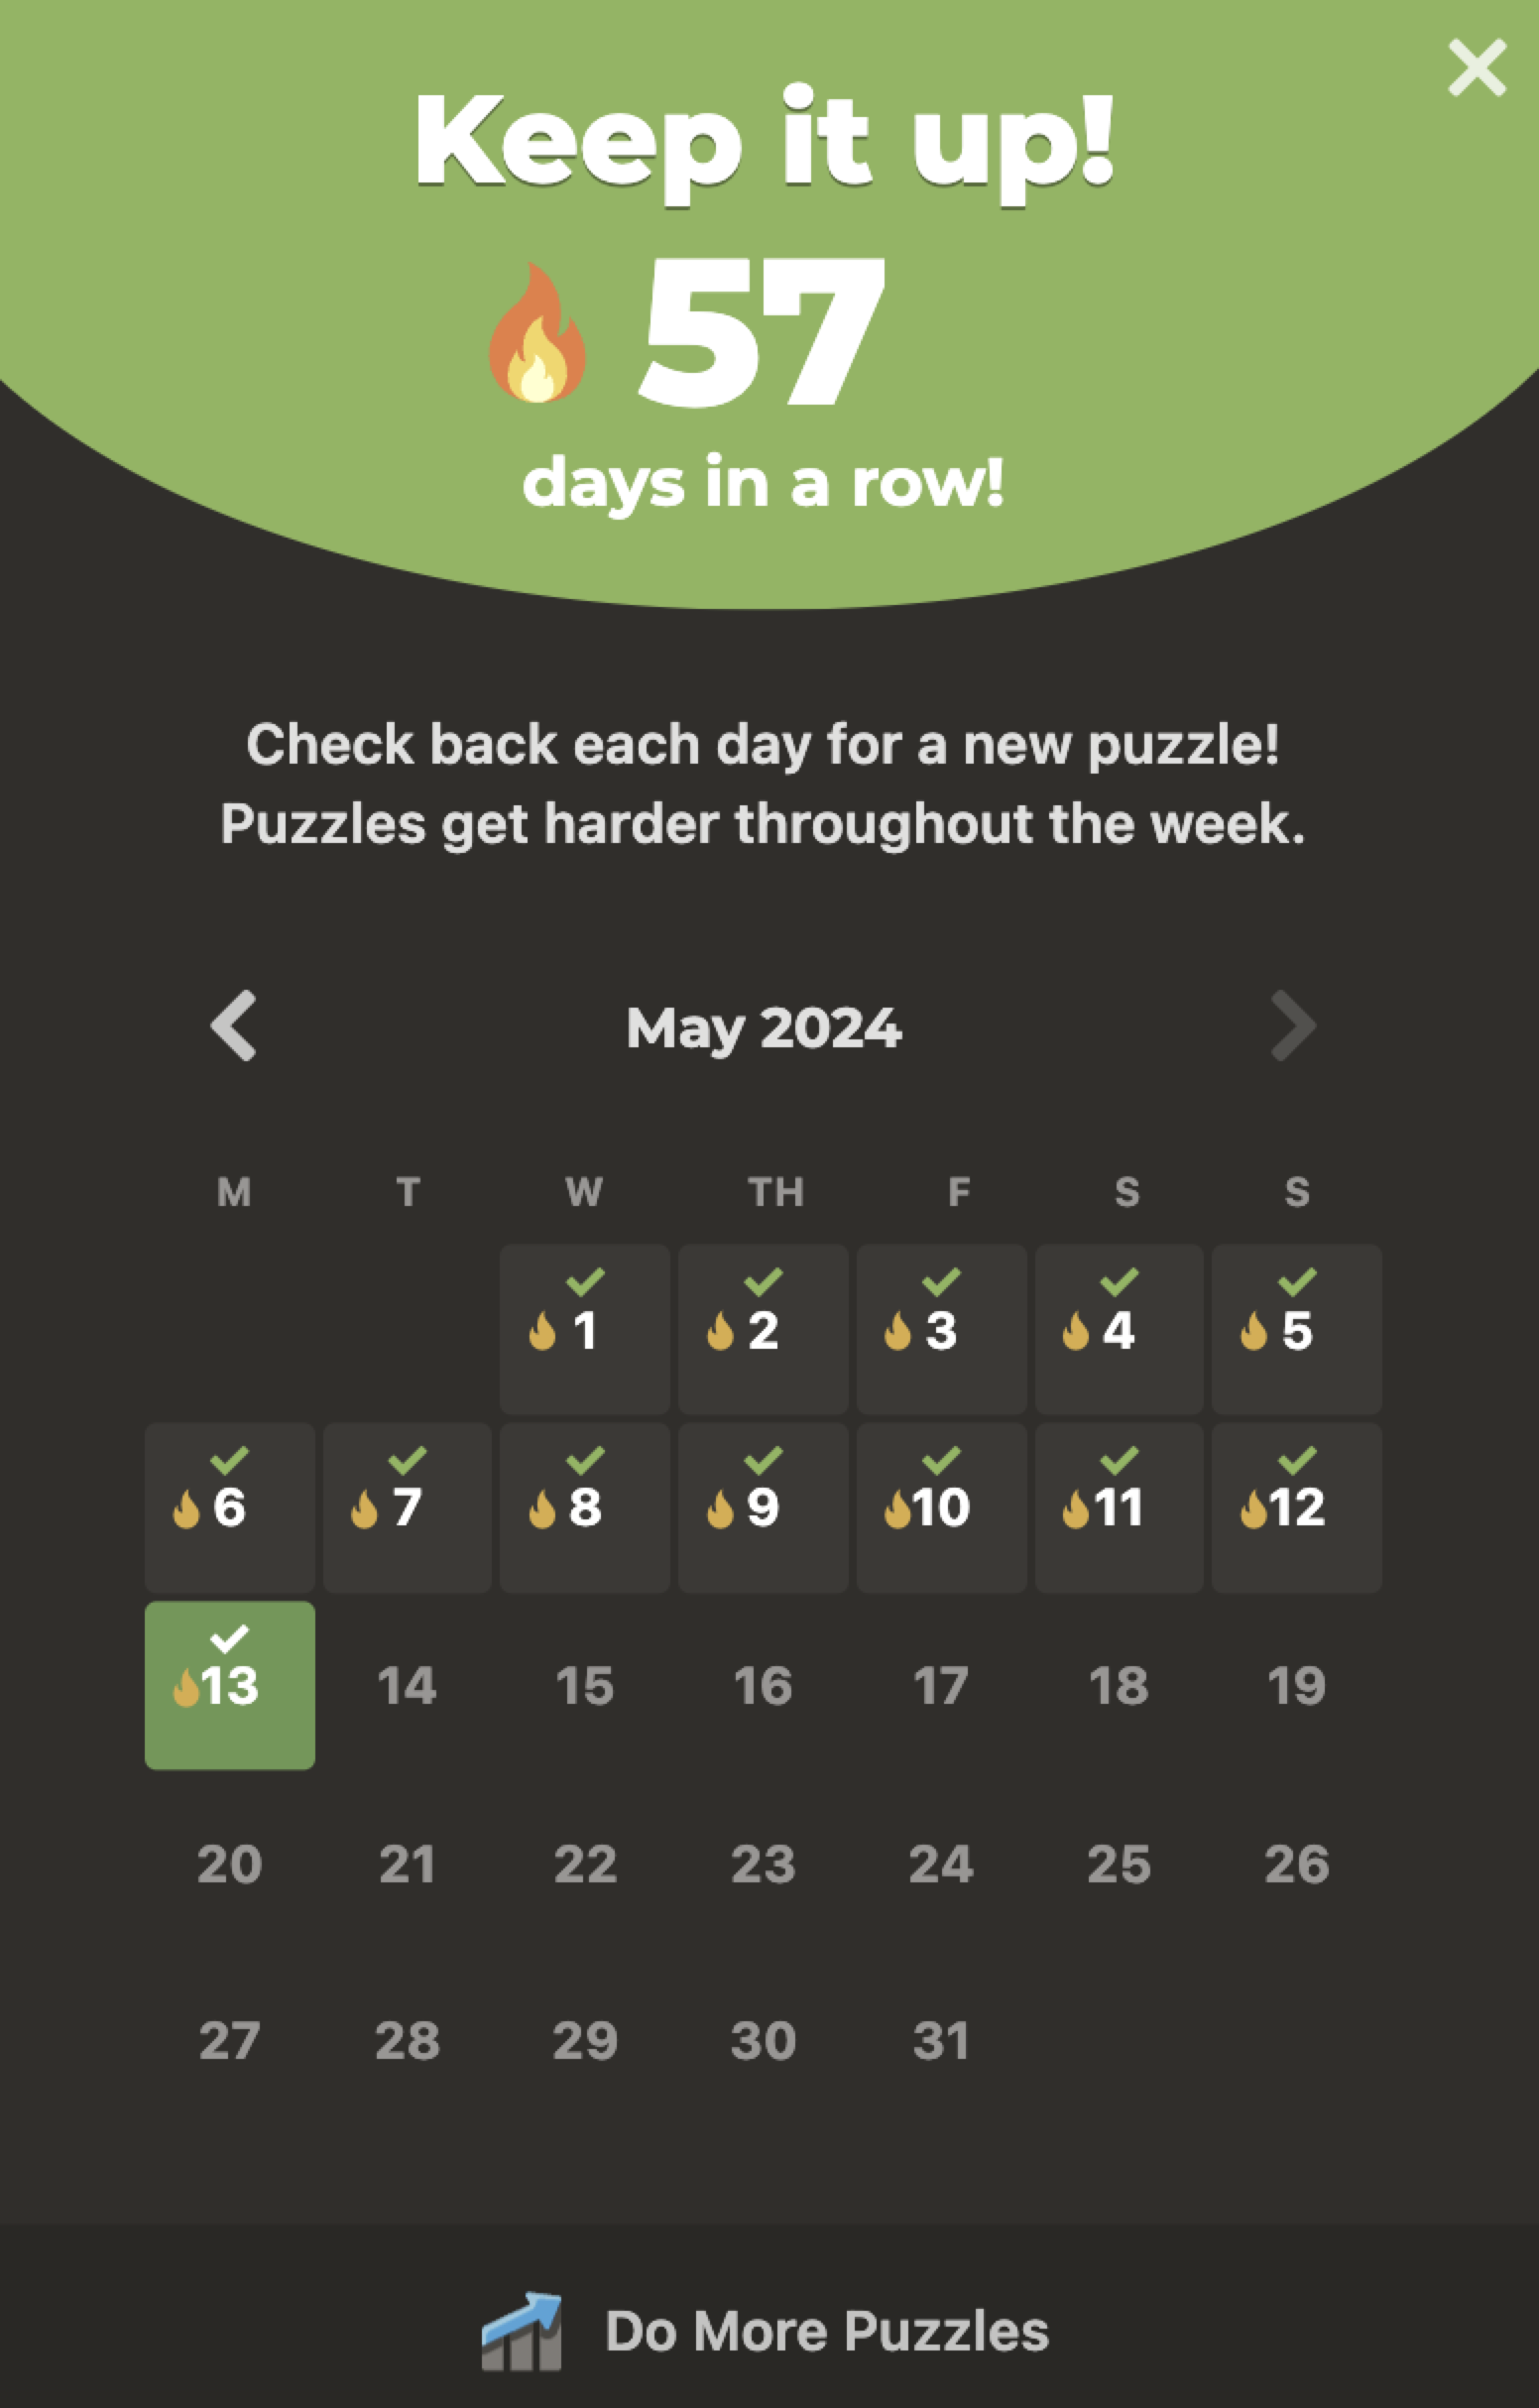 Keep it up!
57
days in a row!
Check back each day for a new puzzle!
Puzzles get harder throughout the week.
May 2024
M T W TH F S S
1 2 3 4 5
6 7 8 9 10 11 12
13 14 15 16 17 18 19
20 21 22 23 24 25 26
27 28 29 30 31
Do More Puzzles